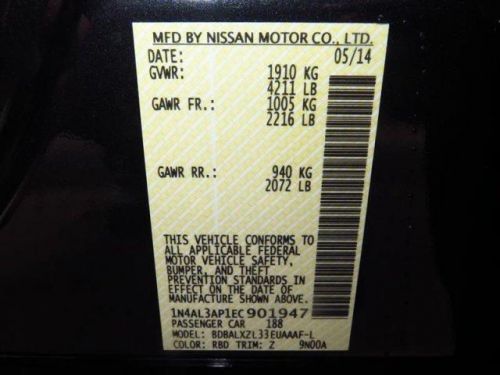 MFD BY NISSAN MOTOR CO., LTD.
DATE: 05/14
GVWR: 1910 KG
4211 LB
GAWR FR.: 1005 KG
2216 LB
GAWR RR.: 940 KG
2072 LB
THIS VEHICLE CONFORMS TO
ALL APPLICABLE FEDERAL
MOTOR VEHICLE SAFETY,
BUMPER, AND THEFT
PREVENTION STANDARDS IN
EFFECT ON THE DATE OF
MANUFACTURE SHOWN ABOVE.
1N4AL3AP1EC901947
PASSENGER CAR 188
MODEL: BDBALXZL33EUAAAF-L
COLOR: RBD TRIM: Z 9N00A